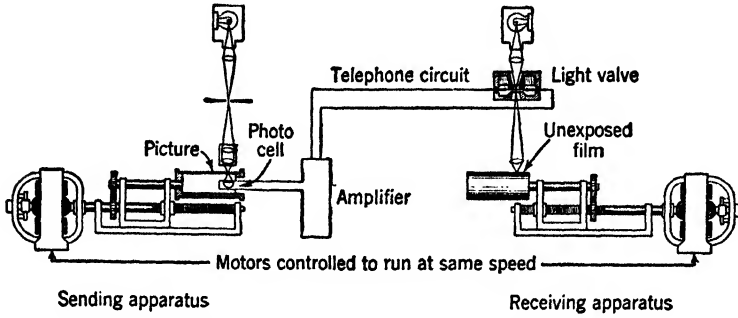 Telephone circuit
Light valve
Photo
cell
Picture
Unexposed
film
Amplifier
Motors controlled to run at same speed
Sending apparatus
Receiving apparatus